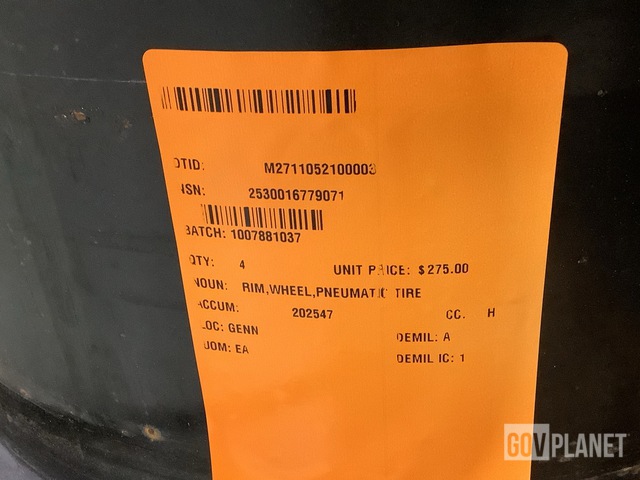 DTID: M2711052100003
NSN: 2530016779071
BATCH: 1007881037
QTY: 4 UNIT PRICE: $275.00
NOUN: RIM,WHEEL,PNEUMATIC TIRE
ACCUM: 202547 CC: H
LOC: GENN DEMIL: A
UOM: EA DEMIL IC: 1
GOVPLANET